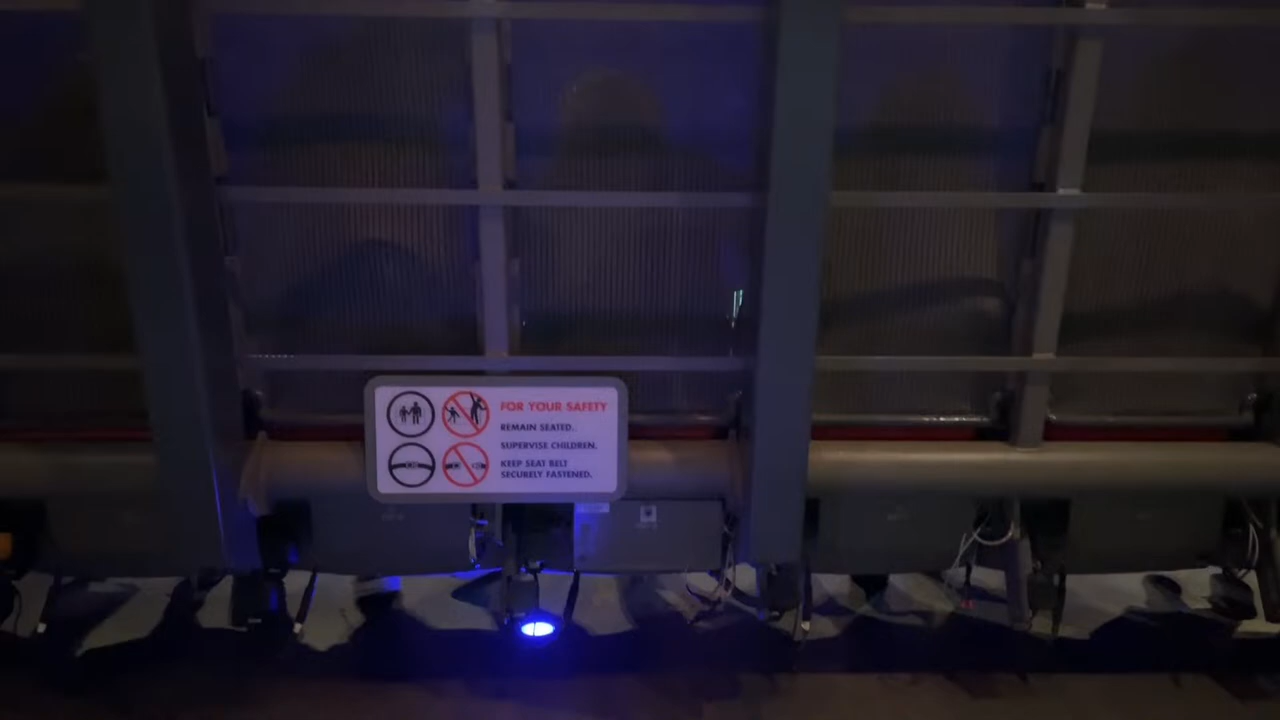 FOR YOUR SAFETY
REMAIN SEATED.
SUPERVISE CHILDREN.
KEEP SEAT BELT
SECURELY FASTENED.